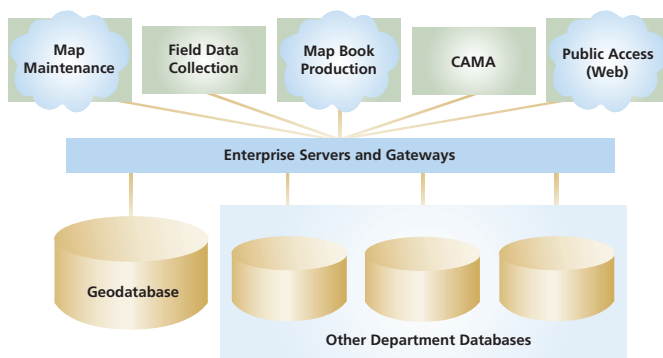 Map
Maintenance
Field Data
Collection
Map Book
Production
CAMA
Public Access
(Web)
Enterprise Servers and Gateways
Geodatabase
Other Department Databases